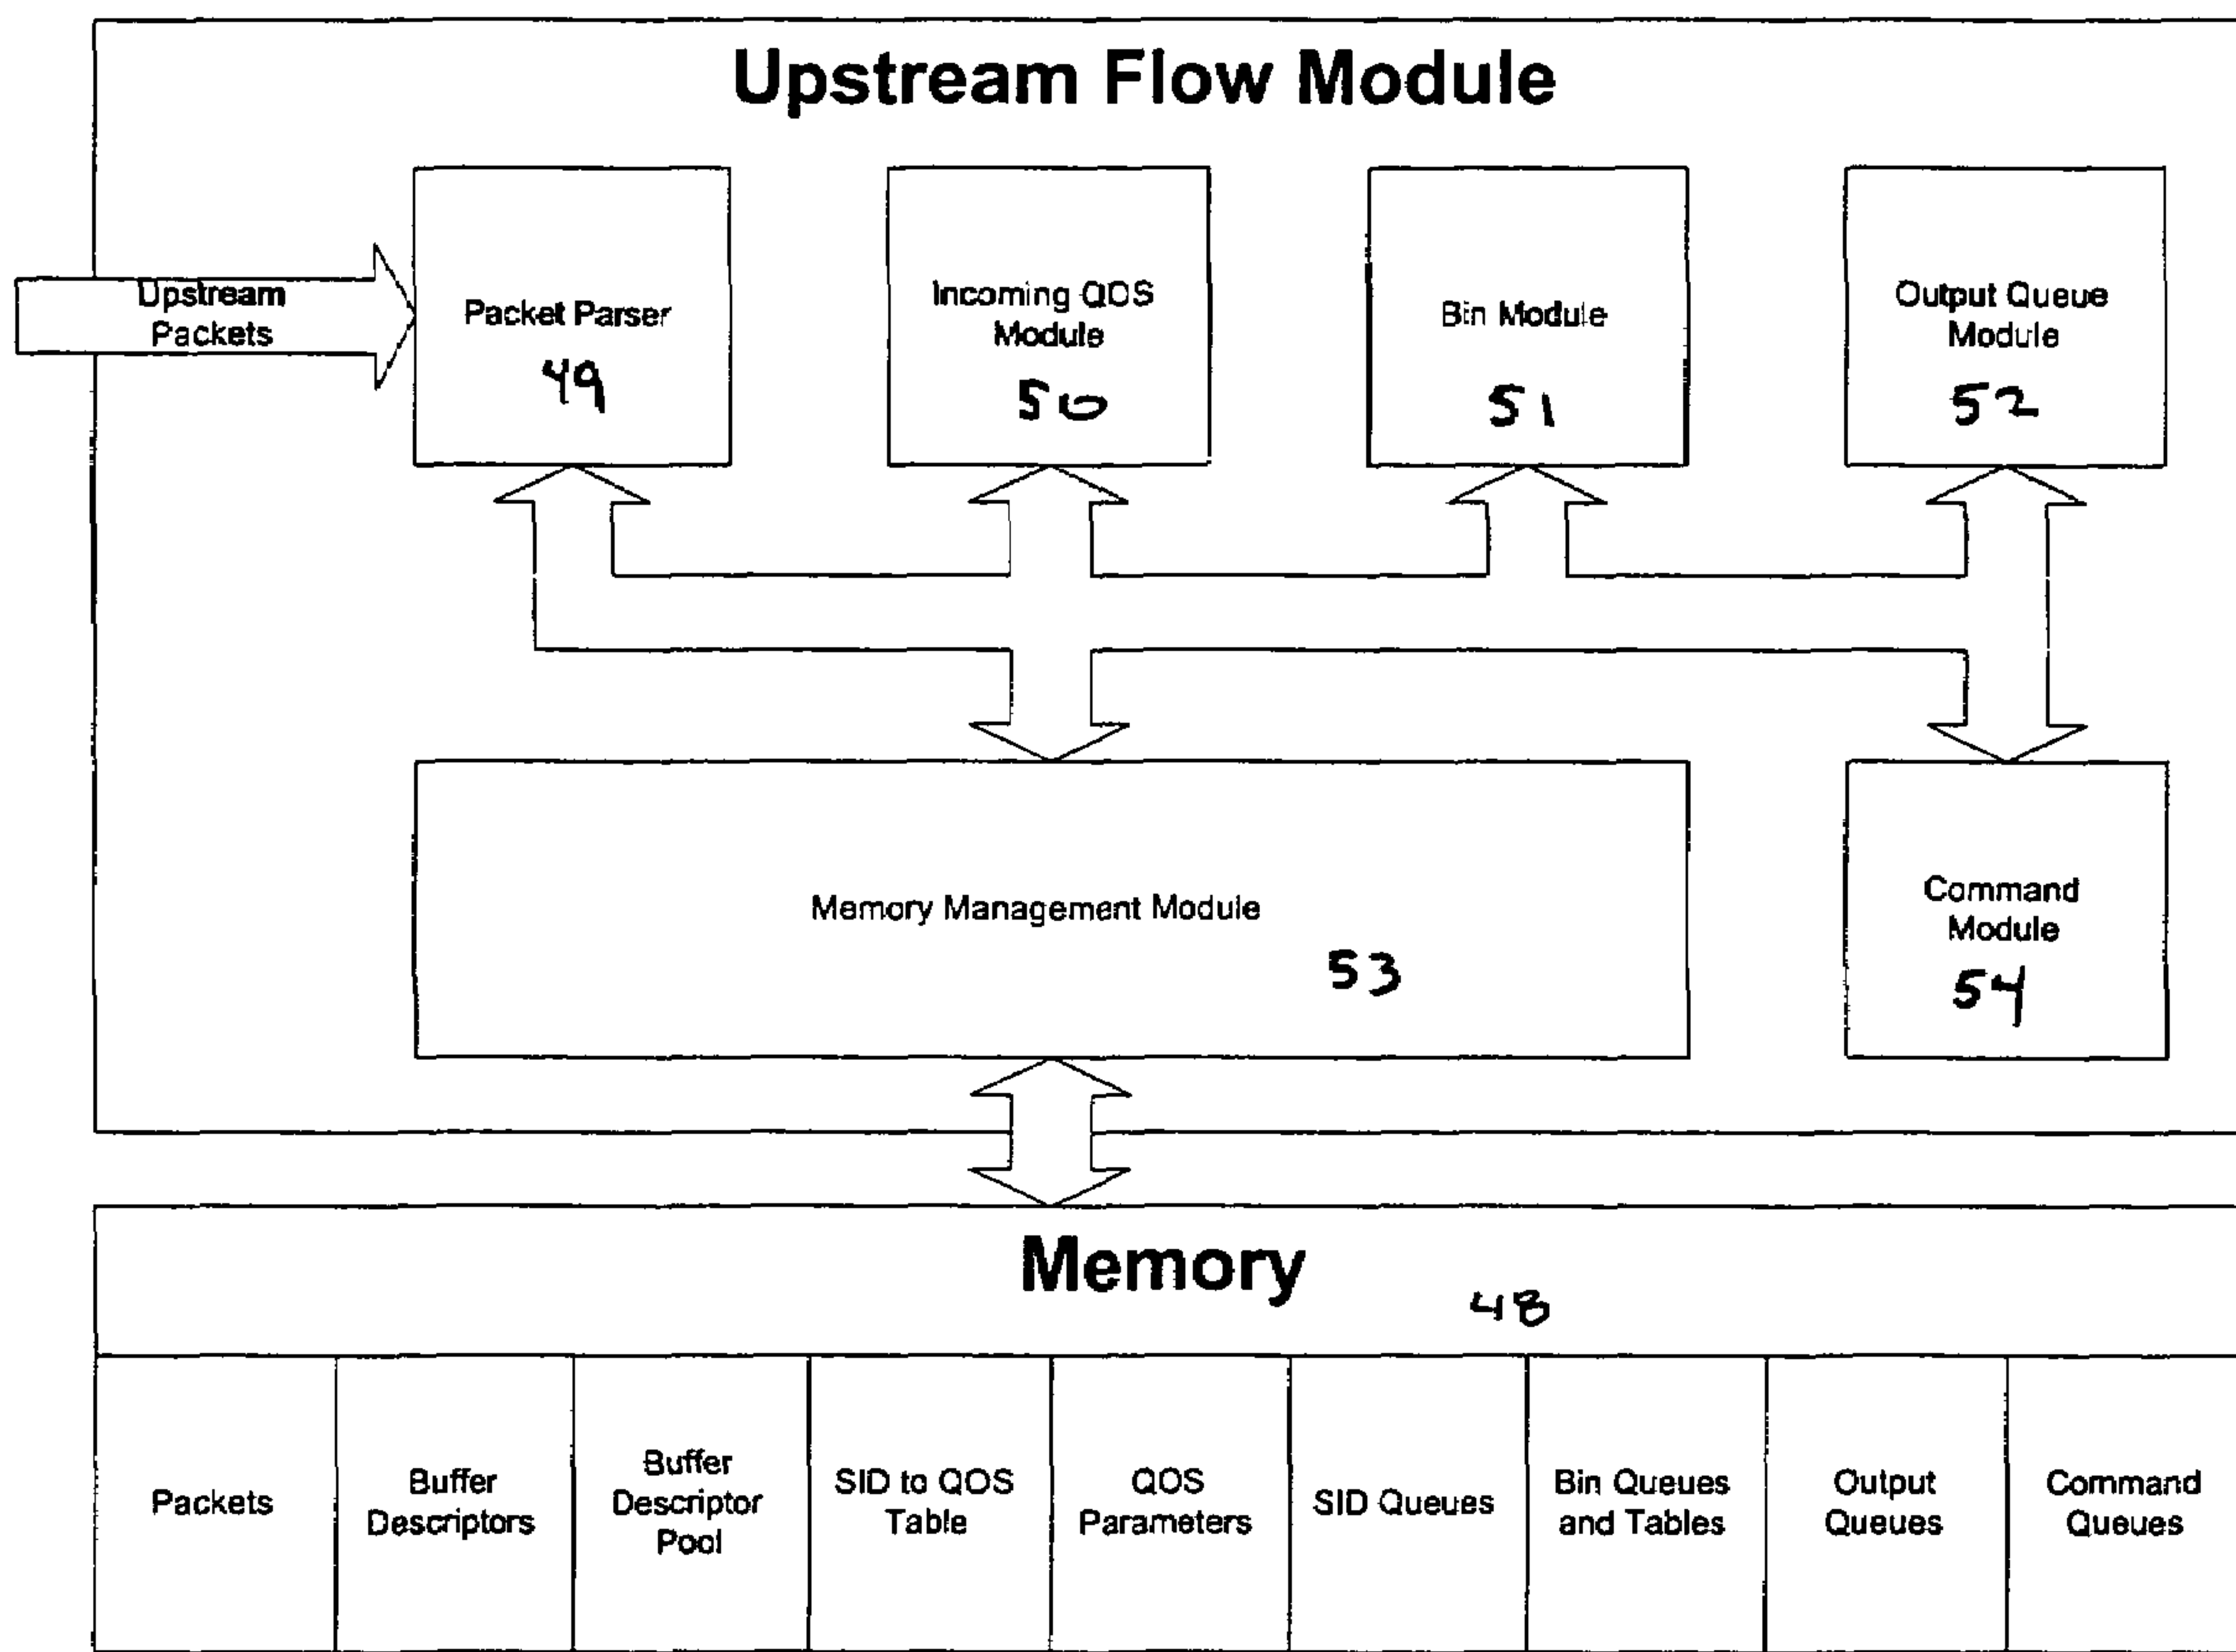 Upstream Flow Module
Upstream
Packets
Packet Parser
49
Incoming QOS
Module
50
Bin Module
51
Output Queue
Module
52
Memory Management Module
53
Command
Module
54
Memory
48
Packets
Buffer
Descriptors
Buffer
Descriptor
Pool
SID to QOS
Table
QOS
Parameters
SID Queues
Bin Queues
and Tables
Output
Queues
Command
Queues